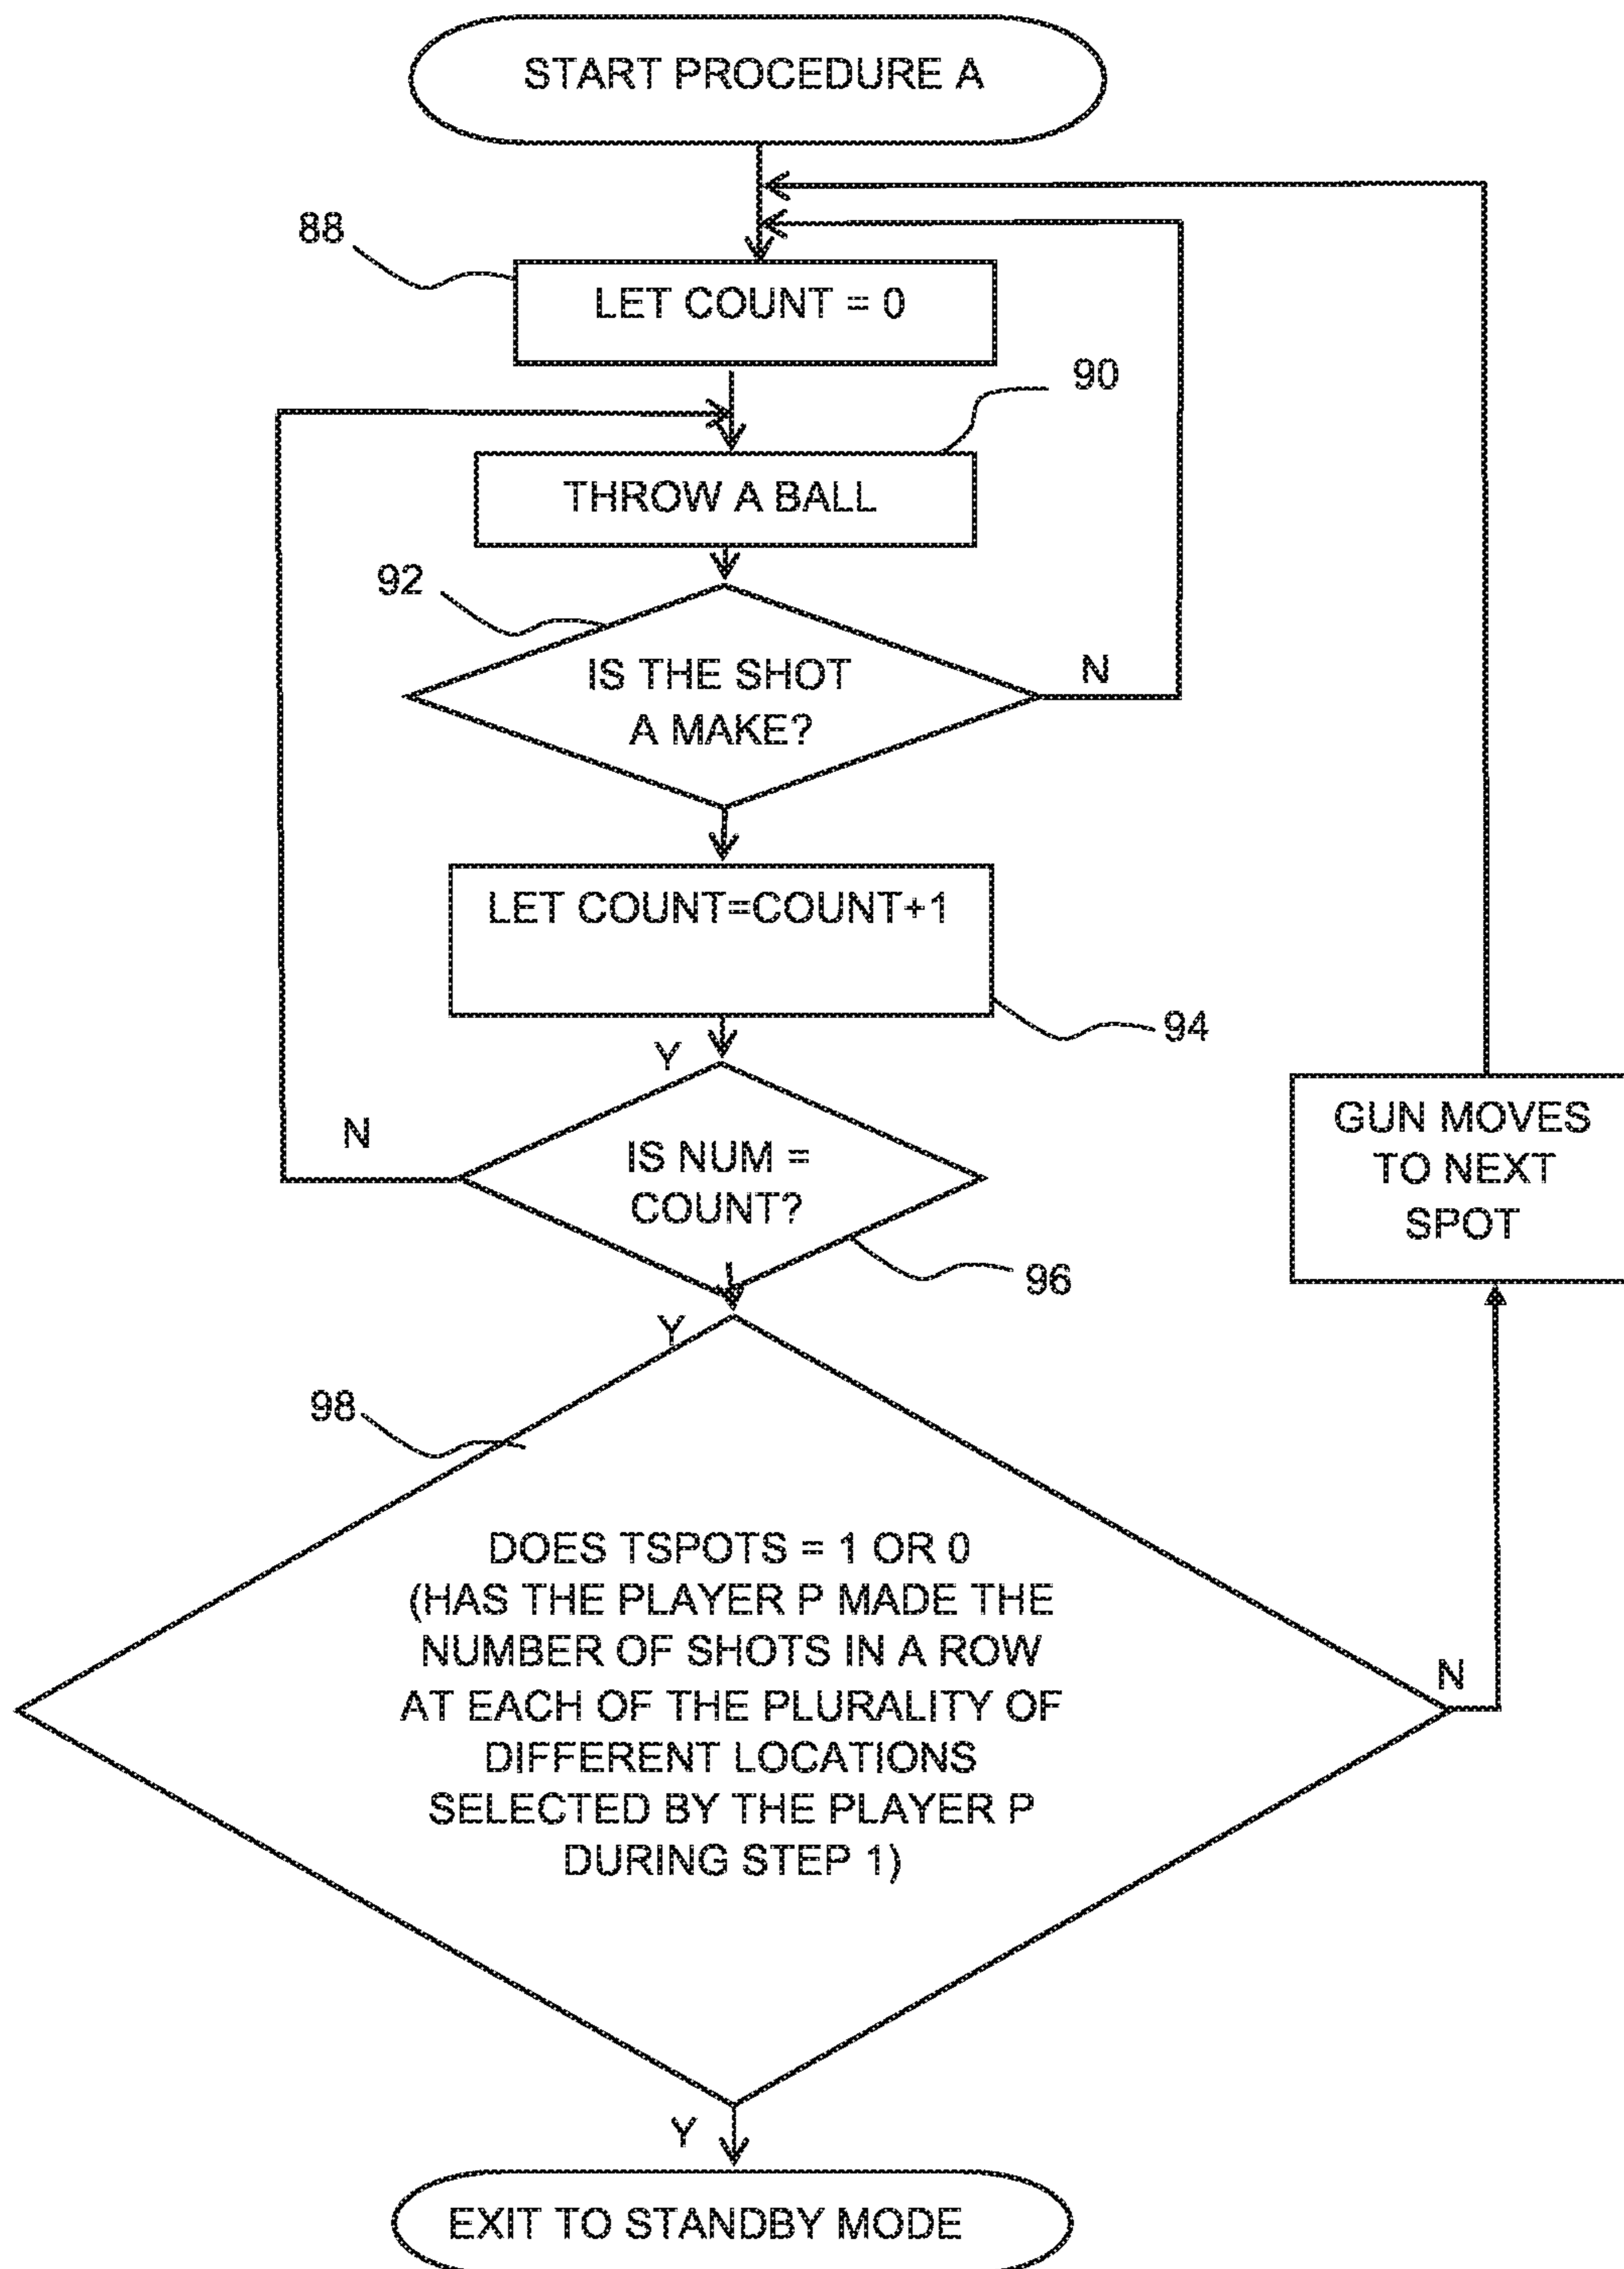 START PROCEDURE A
88
LET COUNT = 0
90
THROW A BALL
92
IS THE SHOT
A MAKE?
N
LET COUNT=COUNT+1
94
Y
N
IS NUM =
COUNT?
96
GUN MOVES
TO NEXT
SPOT
Y
98
DOES TSPOTS = 1 OR 0
(HAS THE PLAYER P MADE THE
NUMBER OF SHOTS IN A ROW
AT EACH OF THE PLURALITY OF
DIFFERENT LOCATIONS
SELECTED BY THE PLAYER P
DURING STEP 1)
N
Y
EXIT TO STANDBY MODE